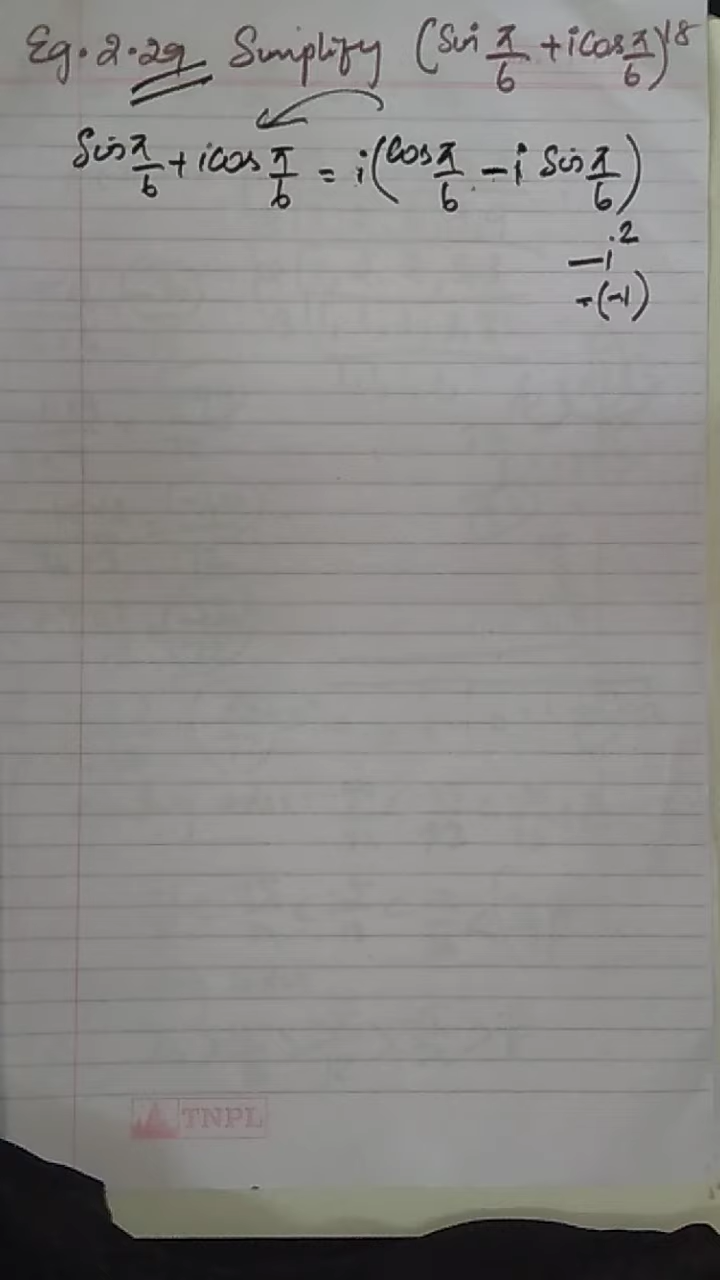 Eg. 2.29 Simplify (Sin π/6 + i Cos π/6)^18
Sin π/6 + i cos π/6 = i (Cos π/6 - i Sin π/6)
-i^2
-(-1)
TNPL